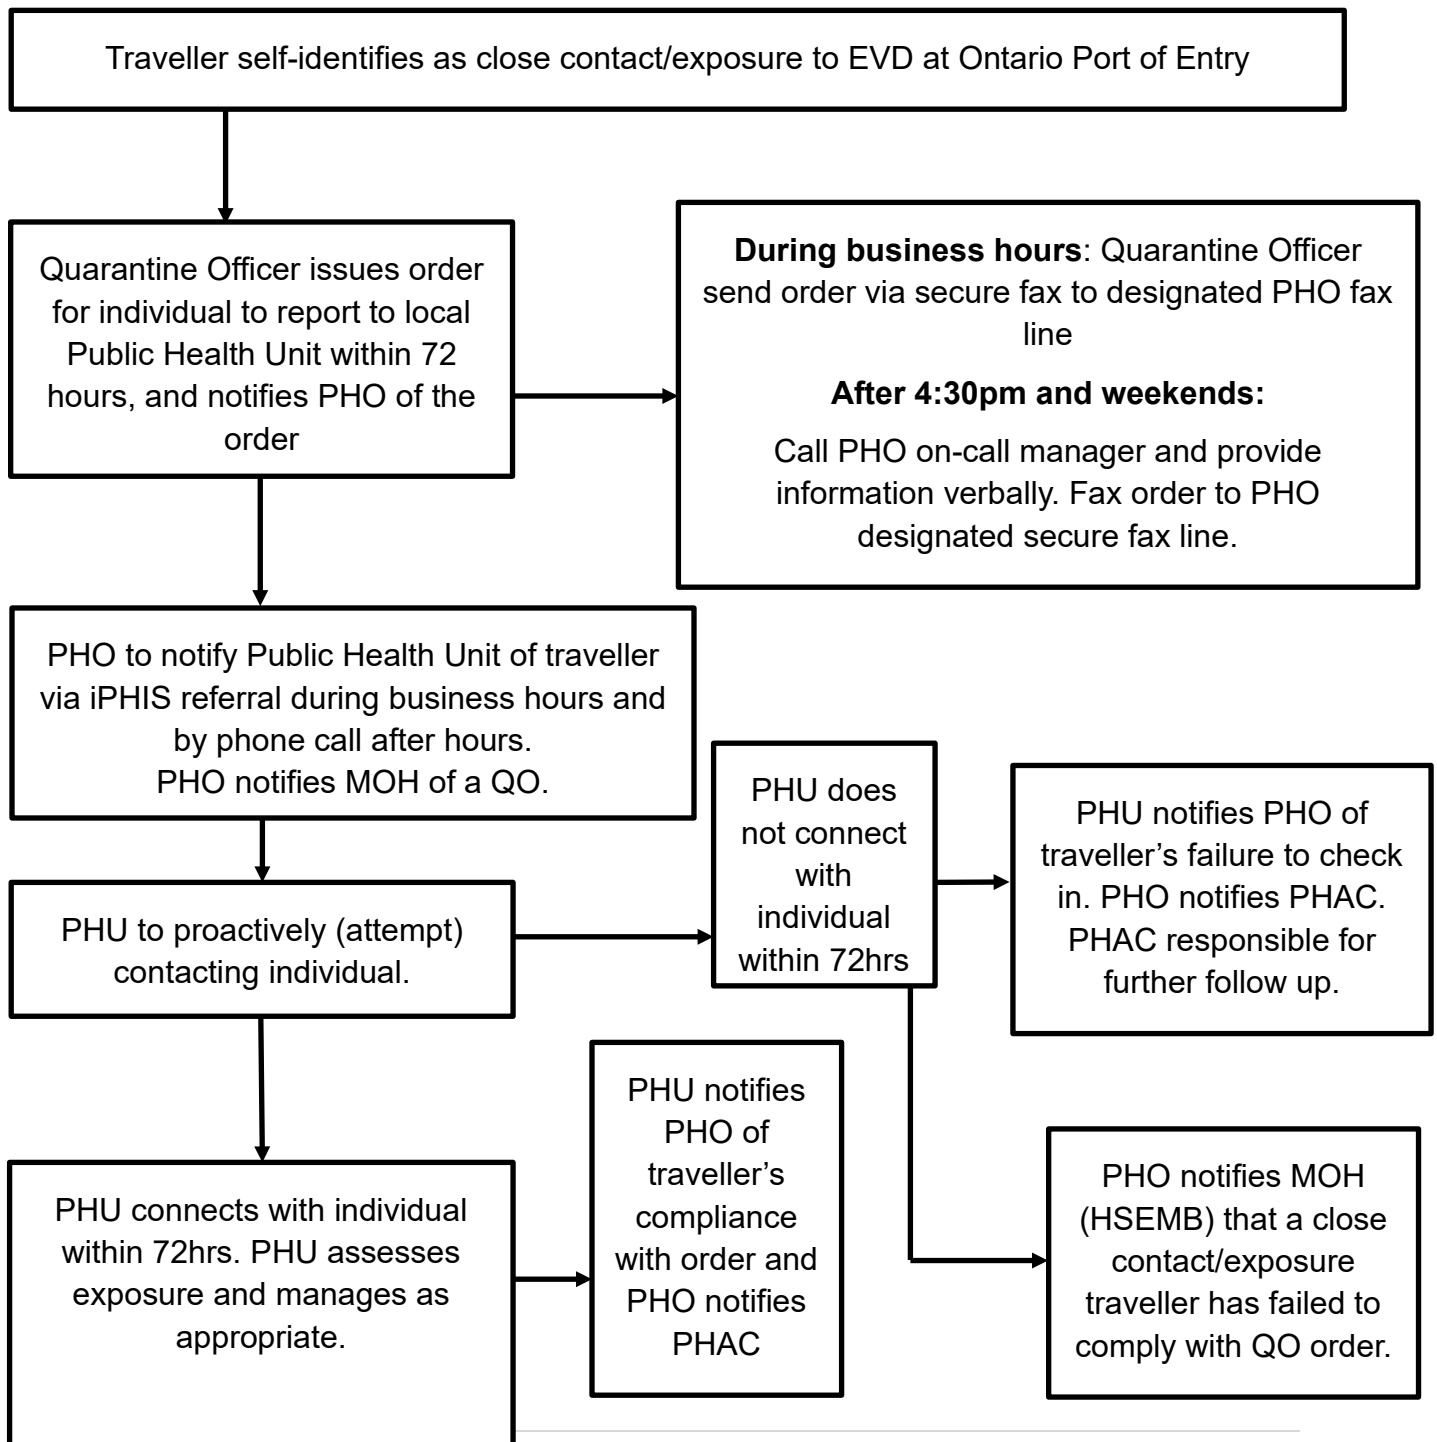 Traveller self-identifies as close contact/exposure to EVD at Ontario Port of Entry
Quarantine Officer issues order
for individual to report to local
Public Health Unit within 72
hours, and notifies PHO of the
order
During business hours: Quarantine Officer
send order via secure fax to designated PHO fax
line
After 4:30pm and weekends:
Call PHO on-call manager and provide
information verbally. Fax order to PHO
designated secure fax line.
PHO to notify Public Health Unit of traveller
via iPHIS referral during business hours and
by phone call after hours.
PHO notifies MOH of a QO.
PHU to proactively (attempt)
contacting individual.
PHU does
not connect
with
individual
within 72hrs
PHU notifies PHO of
traveller’s failure to check
in. PHO notifies PHAC.
PHAC responsible for
further follow up.
PHU connects with individual
within 72hrs. PHU assesses
exposure and manages as
appropriate.
PHU notifies
PHO of
traveller’s
compliance
with order and
PHO notifies
PHAC
PHO notifies MOH
(HSEMB) that a close
contact/exposure
traveller has failed to
comply with QO order.